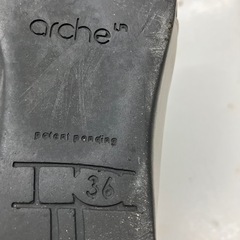 arche
patent pending
36